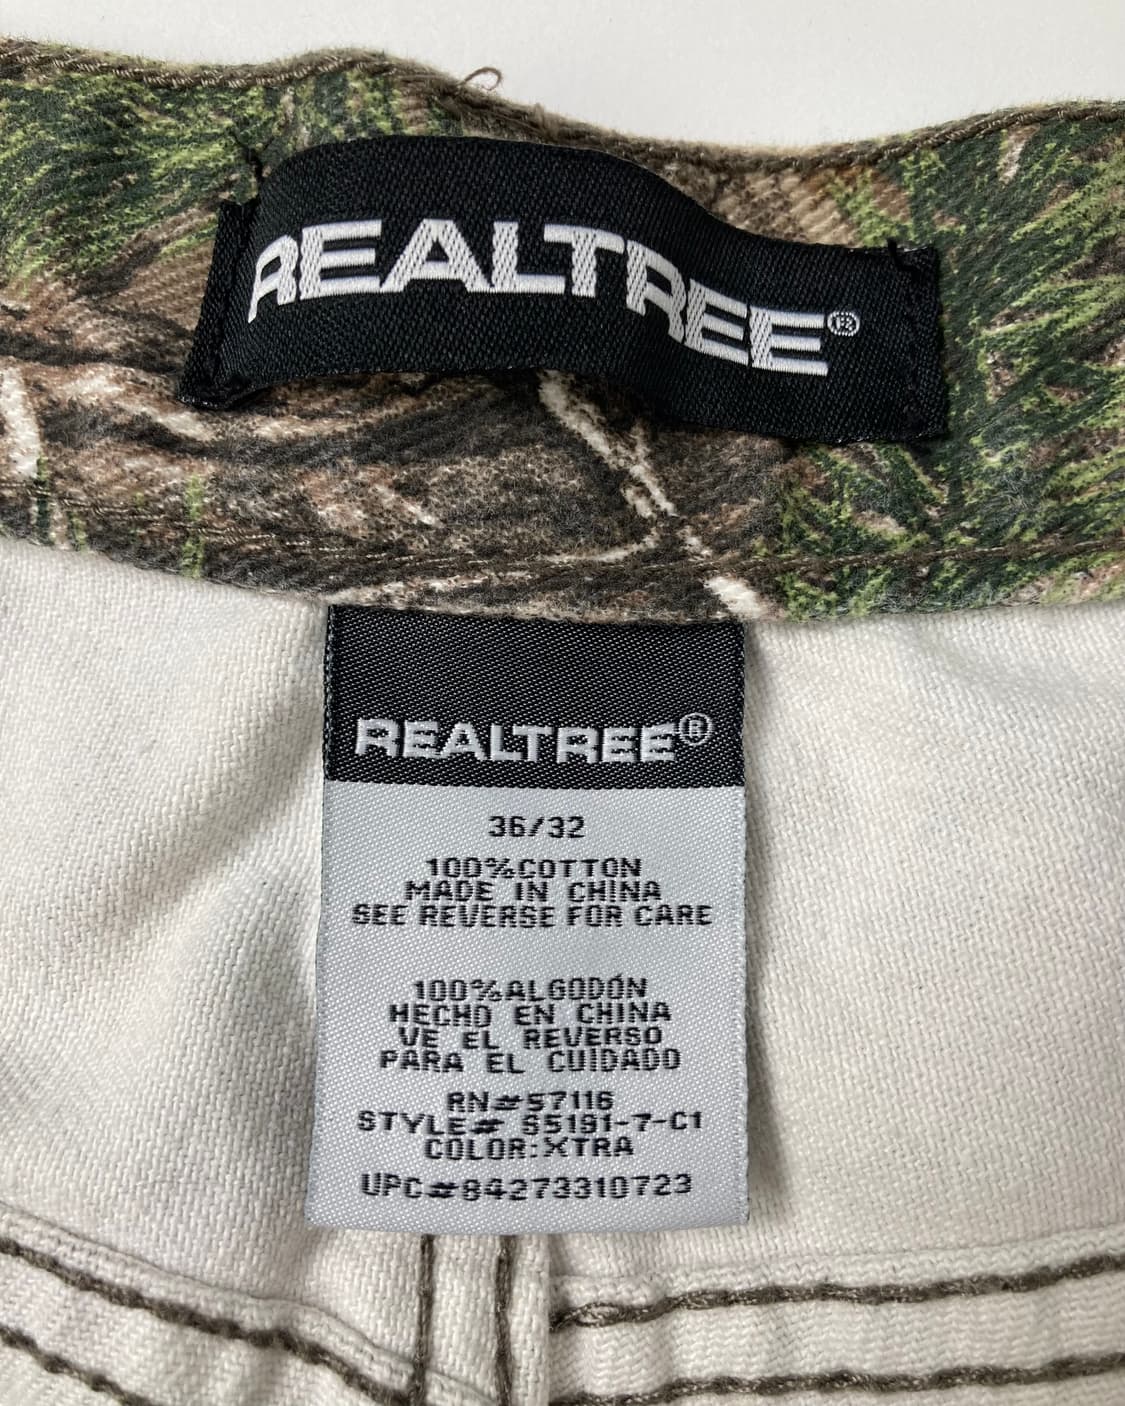 REALTREE®
REALTREE®
36/32
100%COTTON
MADE IN CHINA
SEE REVERSE FOR CARE
100%ALGODÓN
HECHO EN CHINA
VE EL REVERSO
PARA EL CUIDADO
RN#57116
STYLE# S5191-7-C1
COLOR:XTRA
UPC#84273310723